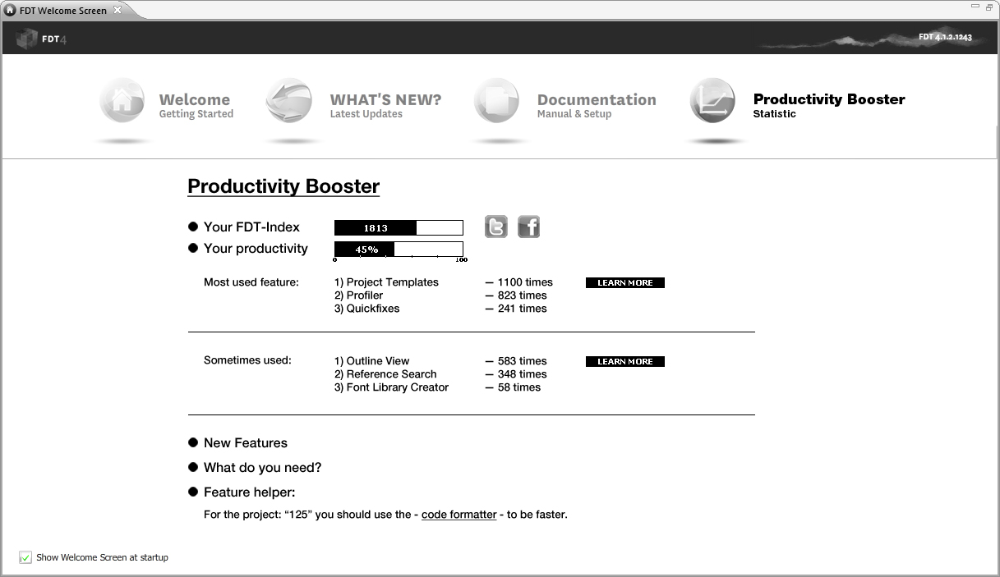 FDT Welcome Screen
FDT4
FDT 4.1.2.1243
Welcome
Getting Started
WHAT'S NEW?
Latest Updates
Documentation
Manual & Setup
Productivity Booster
Statistic
Productivity Booster
Your FDT-Index 1813
Your productivity 45%
0 100
Most used feature: 1) Project Templates — 1100 times LEARN MORE
2) Profiler — 823 times
3) Quickfixes — 241 times
Sometimes used: 1) Outline View — 583 times LEARN MORE
2) Reference Search — 348 times
3) Font Library Creator — 58 times
New Features
What do you need?
Feature helper:
For the project: “125” you should use the - code formatter - to be faster.
Show Welcome Screen at startup